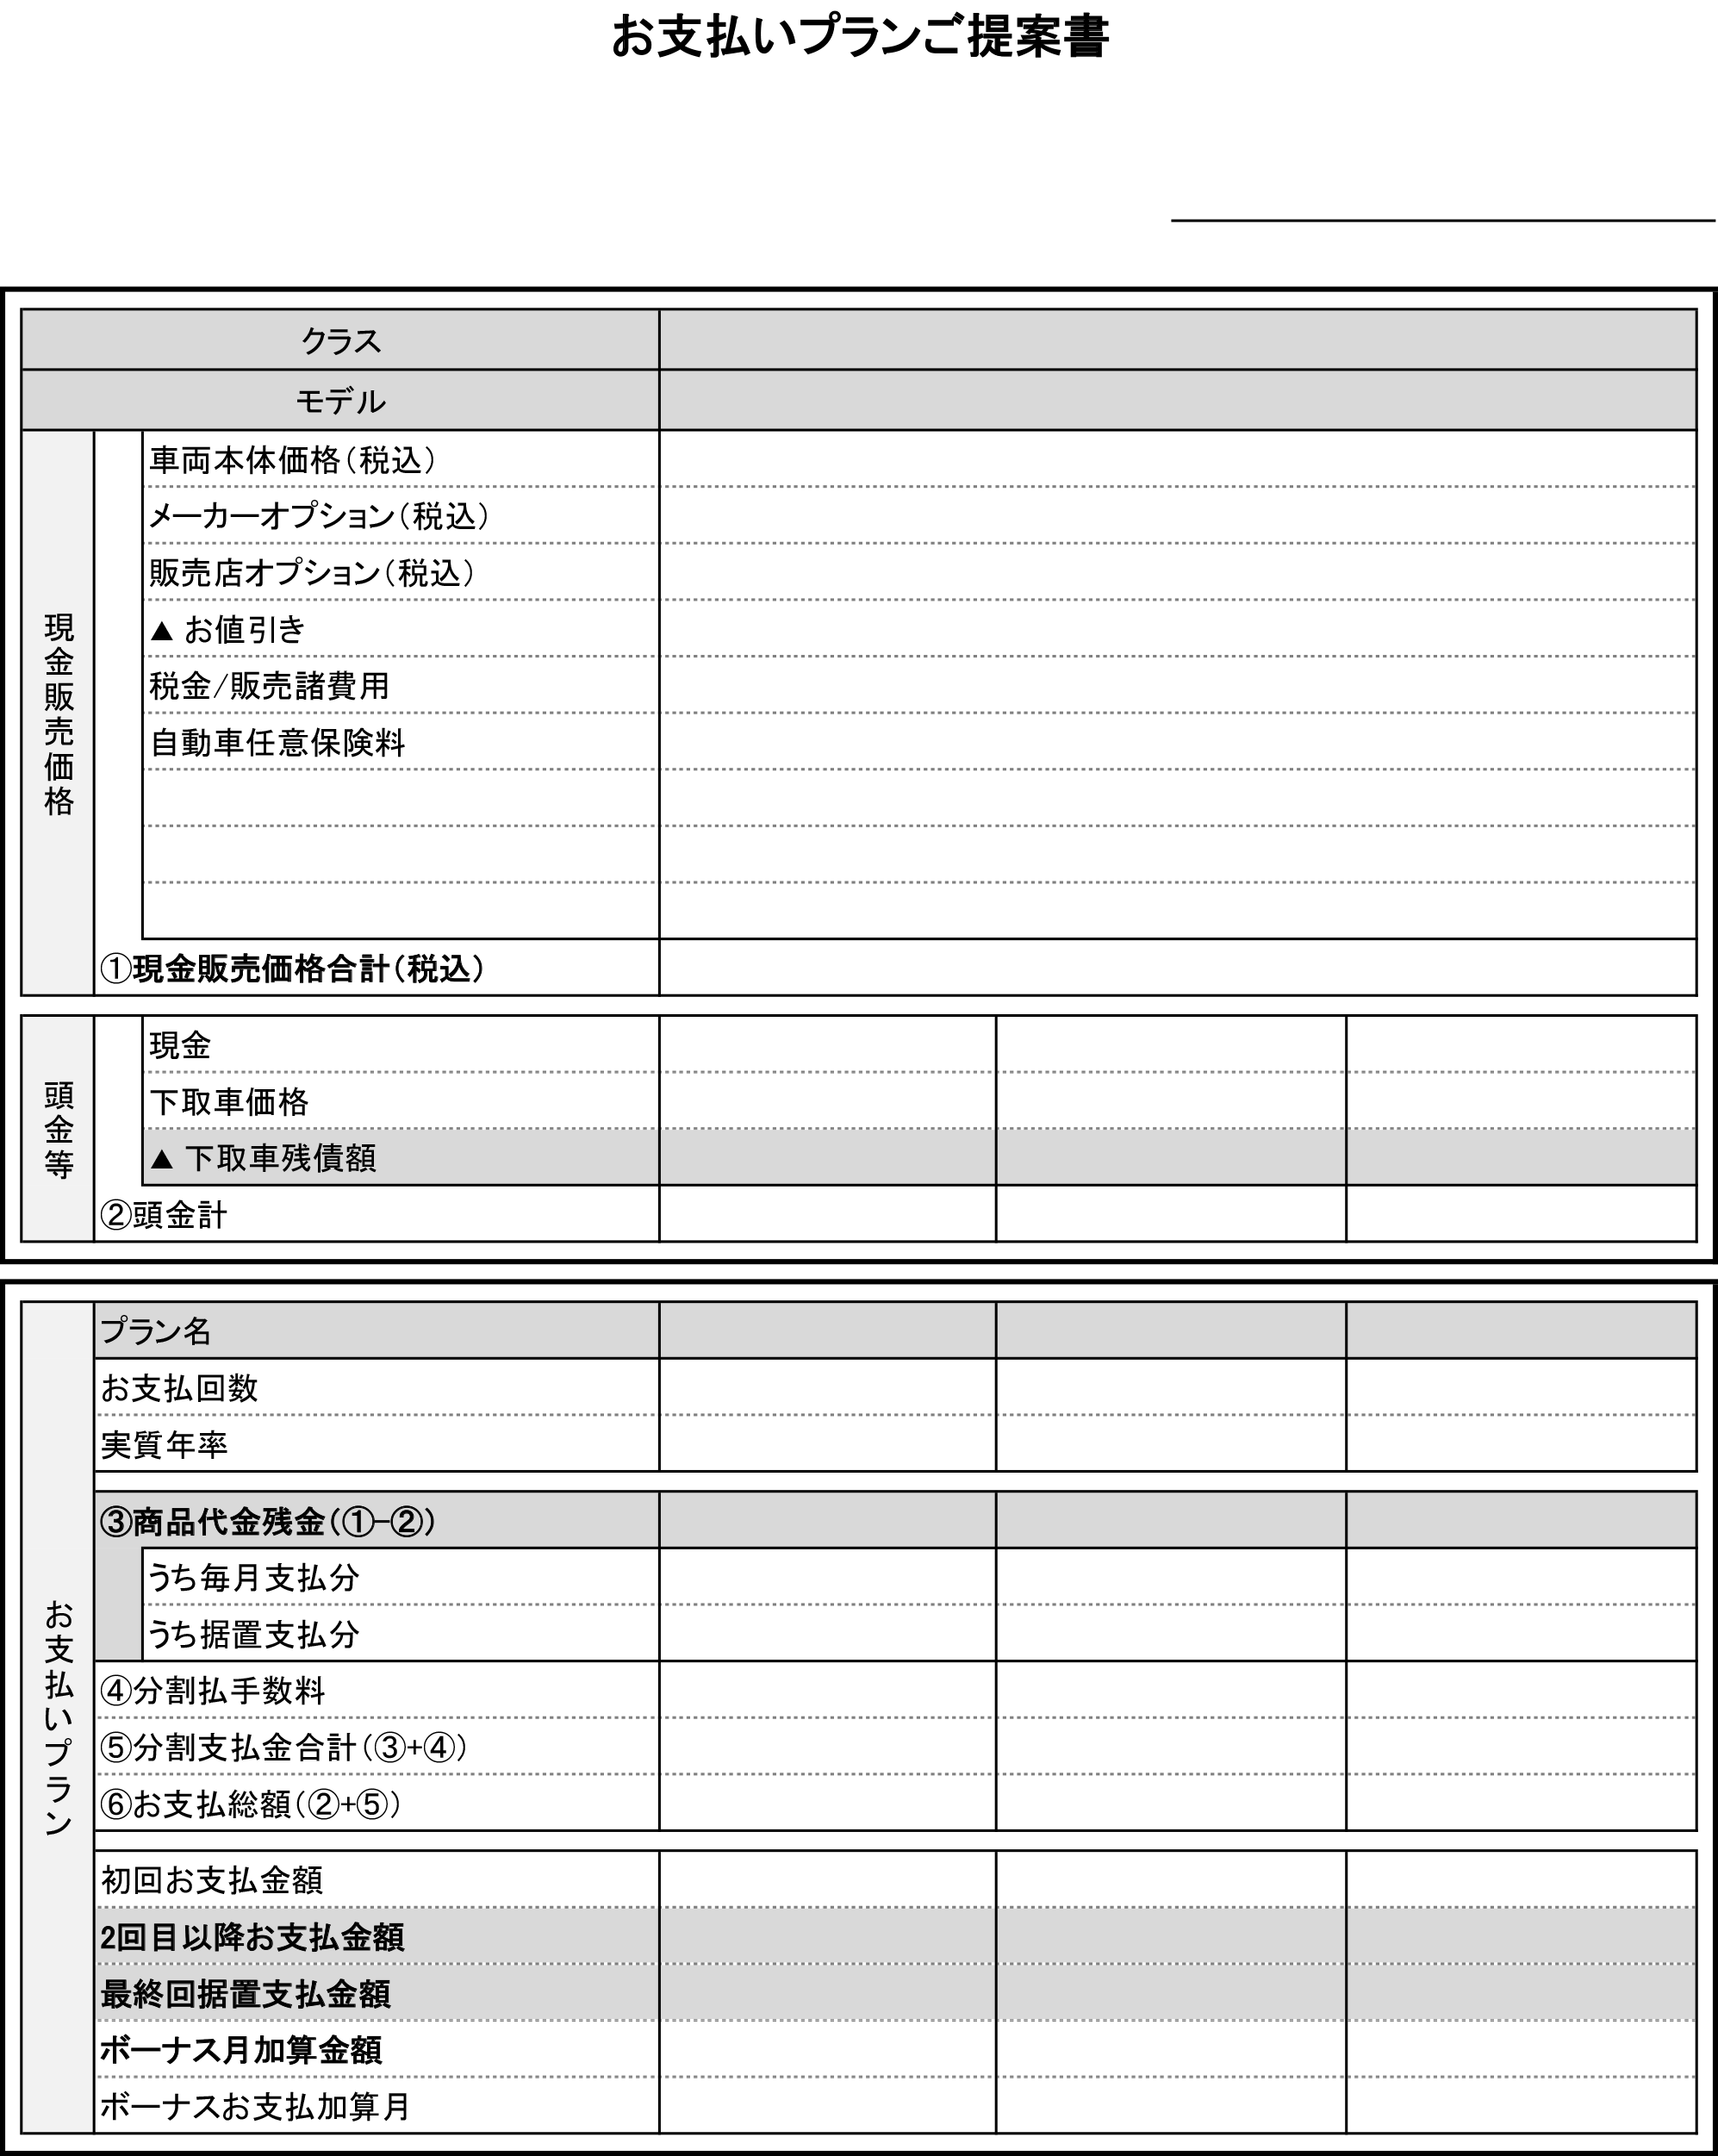 お支払いプランご提案書
クラス
モデル
現金販売価格
車両本体価格(税込)
メーカーオプション(税込)
販売店オプション(税込)
▲ お値引き
税金/販売諸費用
自動車任意保険料
①現金販売価格合計(税込)
頭金等
現金
下取車価格
▲ 下取車残債額
②頭金計
お支払いプラン
プラン名
お支払回数
実質年率
③商品代金残金(①-②)
うち毎月支払分
うち据置支払分
④分割払手数料
⑤分割支払金合計(③+④)
⑥お支払総額(②+⑤)
初回お支払金額
2回目以降お支払金額
最終回据置支払金額
ボーナス月加算金額
ボーナスお支払加算月